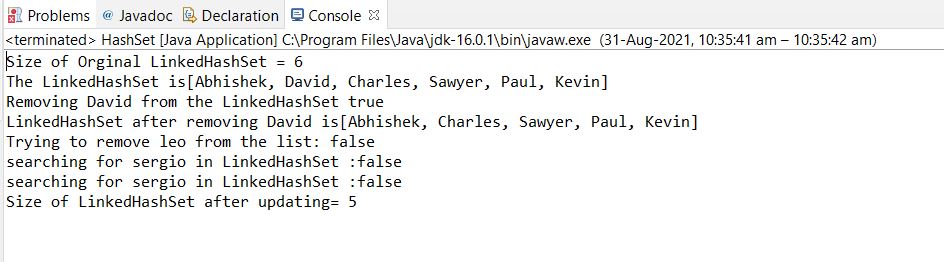 Problems @ Javadoc Declaration Console
<terminated> HashSet [Java Application] C:\Program Files\Java\jdk-16.0.1\bin\javaw.exe (31-Aug-2021, 10:35:41 am – 10:35:42 am)
Size of Orginal LinkedHashSet = 6
The LinkedHashSet is[Abhishek, David, Charles, Sawyer, Paul, Kevin]
Removing David from the LinkedHashSet true
LinkedHashSet after removing David is[Abhishek, Charles, Sawyer, Paul, Kevin]
Trying to remove leo from the list: false
searching for sergio in LinkedHashSet :false
searching for sergio in LinkedHashSet :false
Size of LinkedHashSet after updating= 5